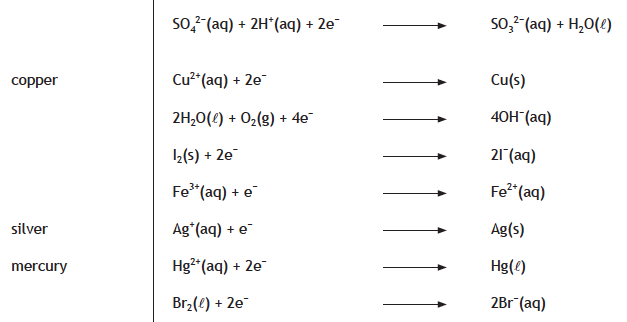 SO₄²⁻(aq) + 2H⁺(aq) + 2e⁻ ⟶ SO₃²⁻(aq) + H₂O(ℓ)
copper Cu²⁺(aq) + 2e⁻ ⟶ Cu(s)
2H₂O(ℓ) + O₂(g) + 4e⁻ ⟶ 4OH⁻(aq)
I₂(s) + 2e⁻ ⟶ 2I⁻(aq)
Fe³⁺(aq) + e⁻ ⟶ Fe²⁺(aq)
silver Ag⁺(aq) + e⁻ ⟶ Ag(s)
mercury Hg²⁺(aq) + 2e⁻ ⟶ Hg(ℓ)
Br₂(ℓ) + 2e⁻ ⟶ 2Br⁻(aq)